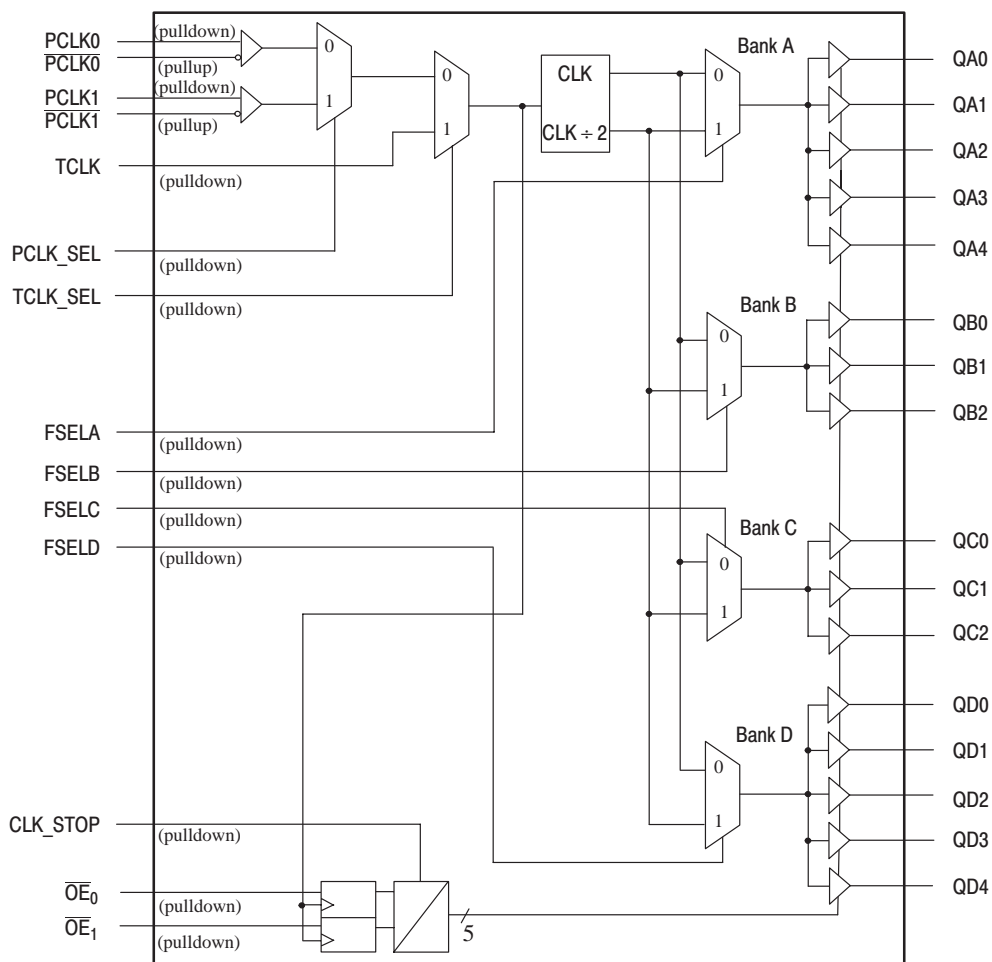 PCLK0 (pulldown)
PCLK0 (pullup)
PCLK1 (pulldown)
PCLK1 (pullup)
TCLK (pulldown)
PCLK_SEL (pulldown)
TCLK_SEL (pulldown)
FSELA (pulldown)
FSELB (pulldown)
FSELC (pulldown)
FSELD (pulldown)
CLK_STOP (pulldown)
OE0 (pulldown)
OE1 (pulldown)
0
1
0
1
CLK
CLK ÷ 2
Bank A
0
1
QA0
QA1
QA2
QA3
QA4
Bank B
0
1
QB0
QB1
QB2
Bank C
0
1
QC0
QC1
QC2
Bank D
0
1
QD0
QD1
QD2
QD3
QD4
5